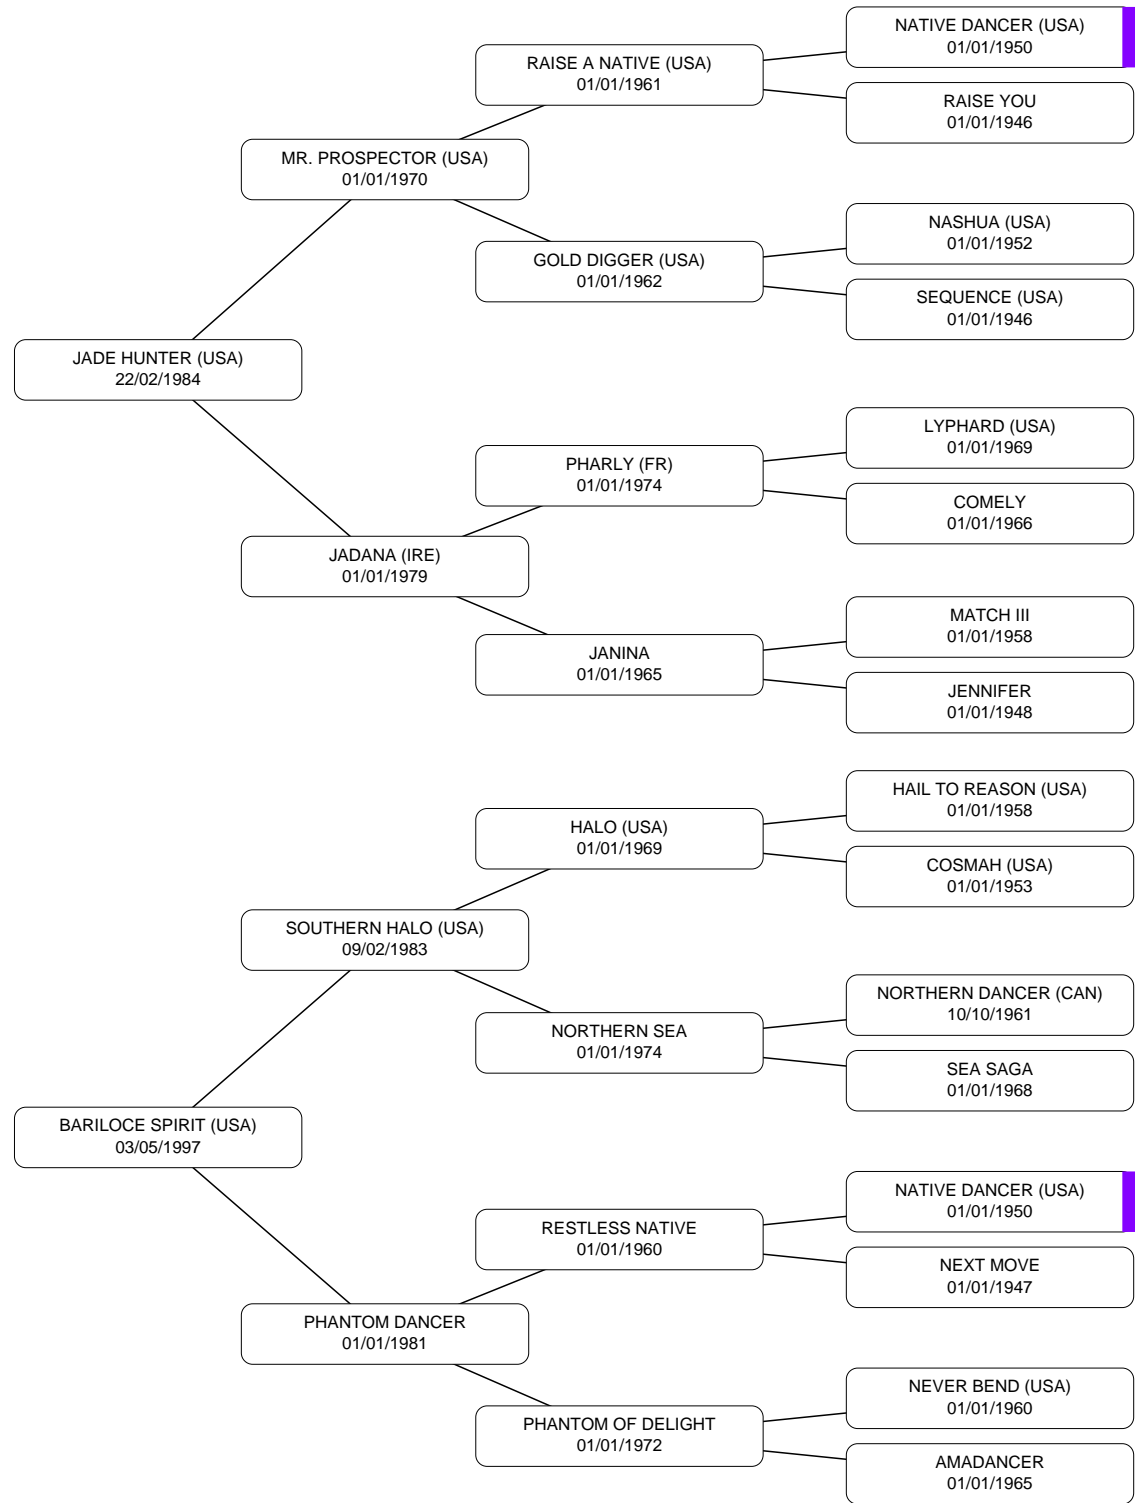 NATIVE DANCER (USA)
01/01/1950
RAISE A NATIVE (USA)
01/01/1961
RAISE YOU
01/01/1946
MR. PROSPECTOR (USA)
01/01/1970
NASHUA (USA)
01/01/1952
GOLD DIGGER (USA)
01/01/1962
SEQUENCE (USA)
01/01/1946
JADE HUNTER (USA)
22/02/1984
LYPHARD (USA)
01/01/1969
PHARLY (FR)
01/01/1974
COMELY
01/01/1966
JADANA (IRE)
01/01/1979
MATCH III
01/01/1958
JANINA
01/01/1965
JENNIFER
01/01/1948
HAIL TO REASON (USA)
01/01/1958
HALO (USA)
01/01/1969
COSMAH (USA)
01/01/1953
SOUTHERN HALO (USA)
09/02/1983
NORTHERN DANCER (CAN)
10/10/1961
NORTHERN SEA
01/01/1974
SEA SAGA
01/01/1968
BARILOCE SPIRIT (USA)
03/05/1997
NATIVE DANCER (USA)
01/01/1950
RESTLESS NATIVE
01/01/1960
NEXT MOVE
01/01/1947
PHANTOM DANCER
01/01/1981
NEVER BEND (USA)
01/01/1960
PHANTOM OF DELIGHT
01/01/1972
AMADANCER
01/01/1965